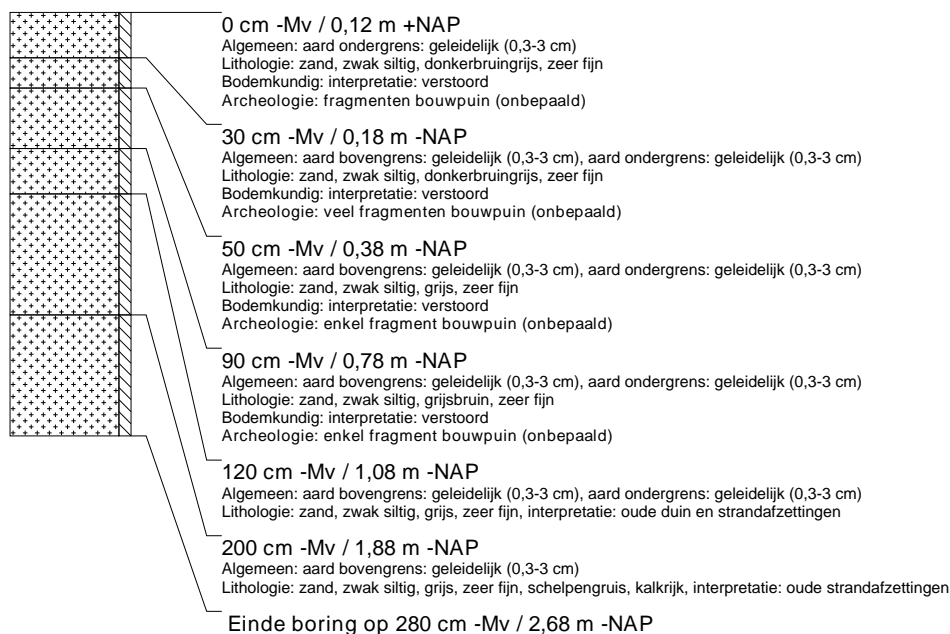 0 cm -Mv / 0,12 m +NAP
Algemeen: aard ondergrens: geleidelijk (0,3-3 cm)
Lithologie: zand, zwak siltig, donkerbruingrijs, zeer fijn
Bodemkundig: interpretatie: verstoord
Archeologie: fragmenten bouwpuin (onbepaald)
30 cm -Mv / 0,18 m -NAP
Algemeen: aard bovengrens: geleidelijk (0,3-3 cm), aard ondergrens: geleidelijk (0,3-3 cm)
Lithologie: zand, zwak siltig, donkerbruingrijs, zeer fijn
Bodemkundig: interpretatie: verstoord
Archeologie: veel fragmenten bouwpuin (onbepaald)
50 cm -Mv / 0,38 m -NAP
Algemeen: aard bovengrens: geleidelijk (0,3-3 cm), aard ondergrens: geleidelijk (0,3-3 cm)
Lithologie: zand, zwak siltig, grijs, zeer fijn
Bodemkundig: interpretatie: verstoord
Archeologie: enkel fragment bouwpuin (onbepaald)
90 cm -Mv / 0,78 m -NAP
Algemeen: aard bovengrens: geleidelijk (0,3-3 cm), aard ondergrens: geleidelijk (0,3-3 cm)
Lithologie: zand, zwak siltig, grijsbruin, zeer fijn
Bodemkundig: interpretatie: verstoord
Archeologie: enkel fragment bouwpuin (onbepaald)
120 cm -Mv / 1,08 m -NAP
Algemeen: aard bovengrens: geleidelijk (0,3-3 cm), aard ondergrens: geleidelijk (0,3-3 cm)
Lithologie: zand, zwak siltig, grijs, zeer fijn, interpretatie: oude duin en strandafzettingen
200 cm -Mv / 1,88 m -NAP
Algemeen: aard bovengrens: geleidelijk (0,3-3 cm)
Lithologie: zand, zwak siltig, grijs, zeer fijn, schelpengruis, kalkrijk, interpretatie: oude strandafzettingen
Einde boring op 280 cm -Mv / 2,68 m -NAP